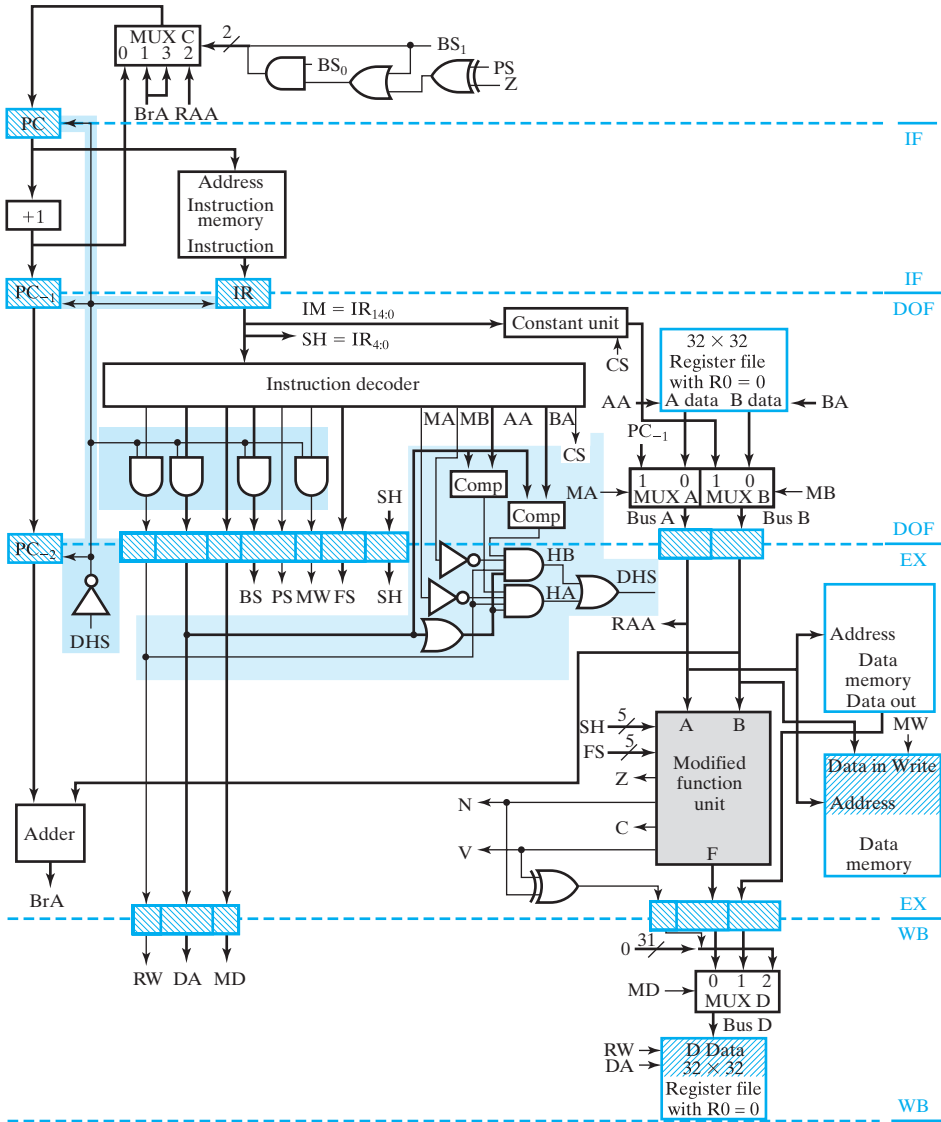 MUX C
0 1 3 2
2
BS1
BS0
PS
Z
BrA RAA
PC
IF
Address
Instruction
memory
Instruction
+1
PC−1
IR
IF
DOF
IM = IR14:0
SH = IR4:0
Constant unit
CS
32 × 32
Register file
with R0 = 0
A data B data
AA
BA
Instruction decoder
MA MB AA BA
CS
PC−1
1 0 1 0
MUX A MUX B
MA
MB
Bus A
Bus B
Comp
Comp
SH
PC−2
DOF
EX
HB
HA
DHS
BS PS MW FS SH
DHS
RAA
Address
Data
memory
Data out
MW
SH 5
FS 5
A B
Modified
function
unit
Z
N
C
V
F
Data in Write
Address
Data
memory
Adder
BrA
EX
WB
0 31
RW DA MD
0 1 2
MUX D
MD
Bus D
RW
DA
D Data
32 × 32
Register file
with R0 = 0
WB